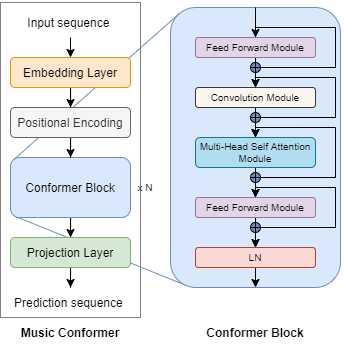 Input sequence
Embedding Layer
Positional Encoding
Conformer Block
x N
Projection Layer
Prediction sequence
Music Conformer
Feed Forward Module
Convolution Module
Multi-Head Self Attention
Module
Feed Forward Module
LN
Conformer Block